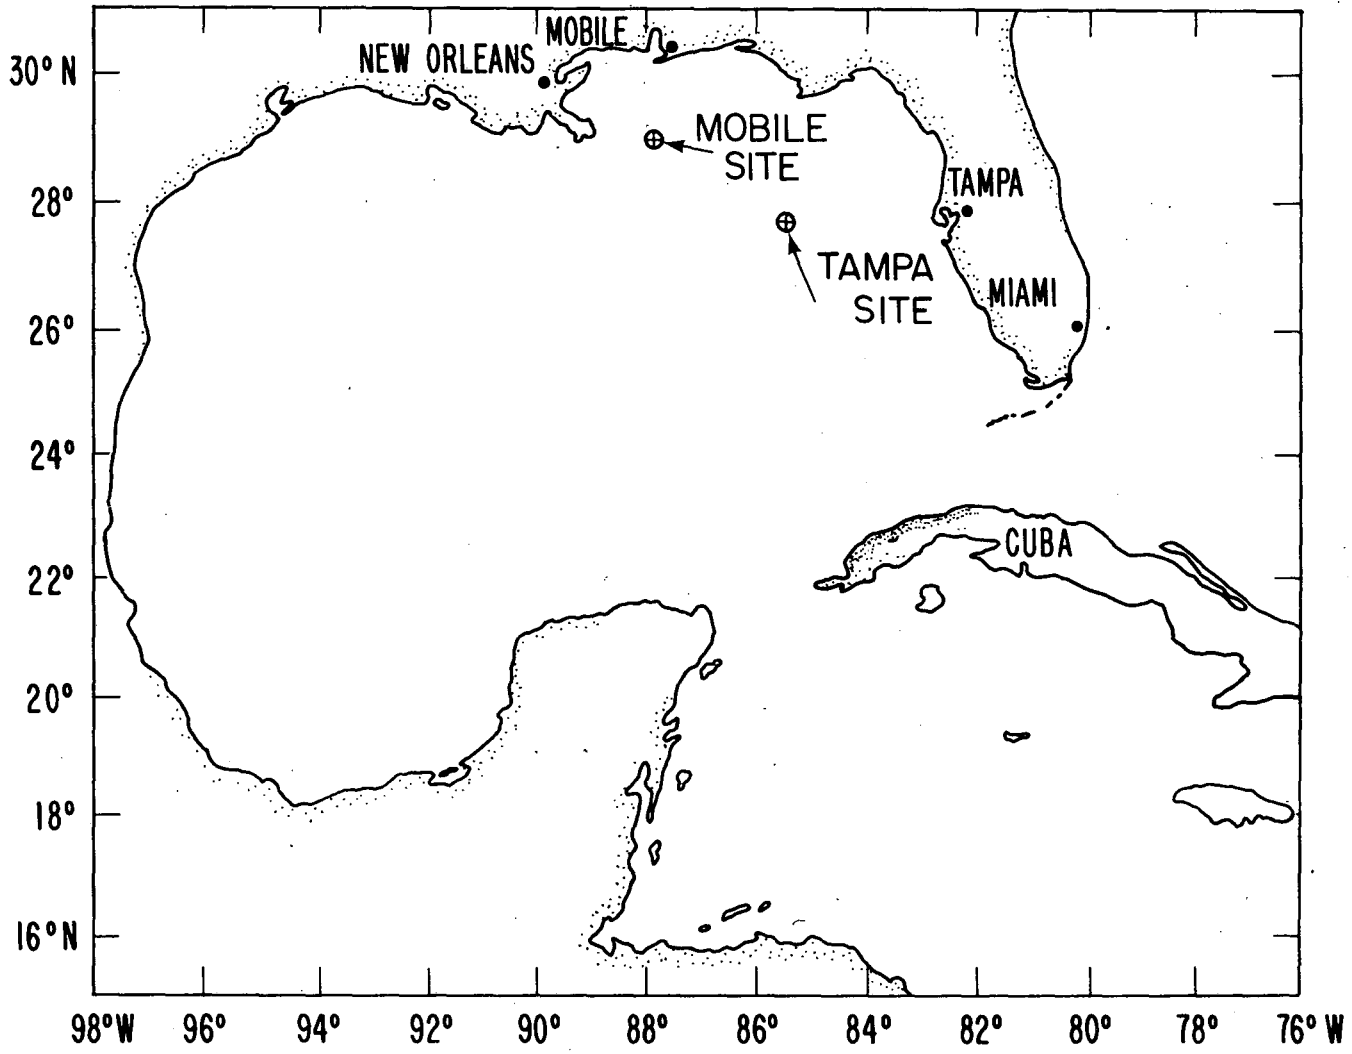 MOBILE
NEW ORLEANS
30° N
MOBILE
SITE
TAMPA
28°
TAMPA
SITE
MIAMI
26°
24°
CUBA
22°
20°
18°
16° N
98° W 96° 94° 92° 90° 88° 86° 84° 82° 80° 78° 76° W